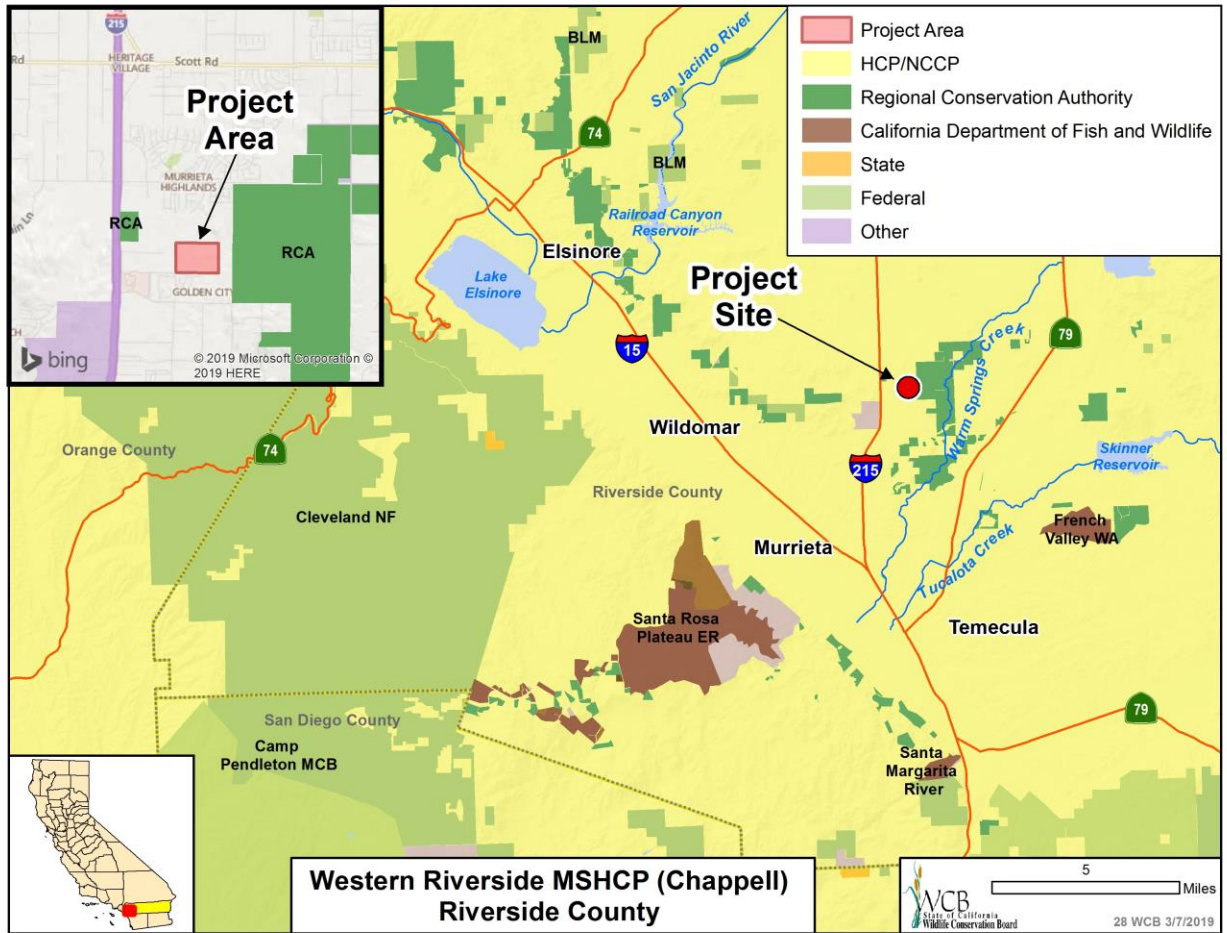 215
HERITAGE
VILLAGE
Rd
Scott Rd
Project
Area
MURRIETA
HIGHLANDS
RCA
RCA
GOLDEN CITY
CH
bing
© 2019 Microsoft Corporation ©
2019 HERE
Project Area
HCP/NCCP
Regional Conservation Authority
California Department of Fish and Wildlife
State
Federal
Other
BLM
San Jacinto River
74
BLM
Railroad Canyon
Reservoir
Elsinore
Lake
Elsinore
Project
Site
15
Warm Springs Creek
79
Wildomar
Orange County
74
215
Skinner
Reservoir
Riverside County
Cleveland NF
French
Valley WA
Murrieta
Tucalota Creek
Santa Rosa
Plateau ER
Temecula
San Diego County
79
Camp
Pendleton MCB
Santa
Margarita
River
Western Riverside MSHCP (Chappell)
Riverside County
WCB
State of California
Wildlife Conservation Board
5
Miles
28 WCB 3/7/2019